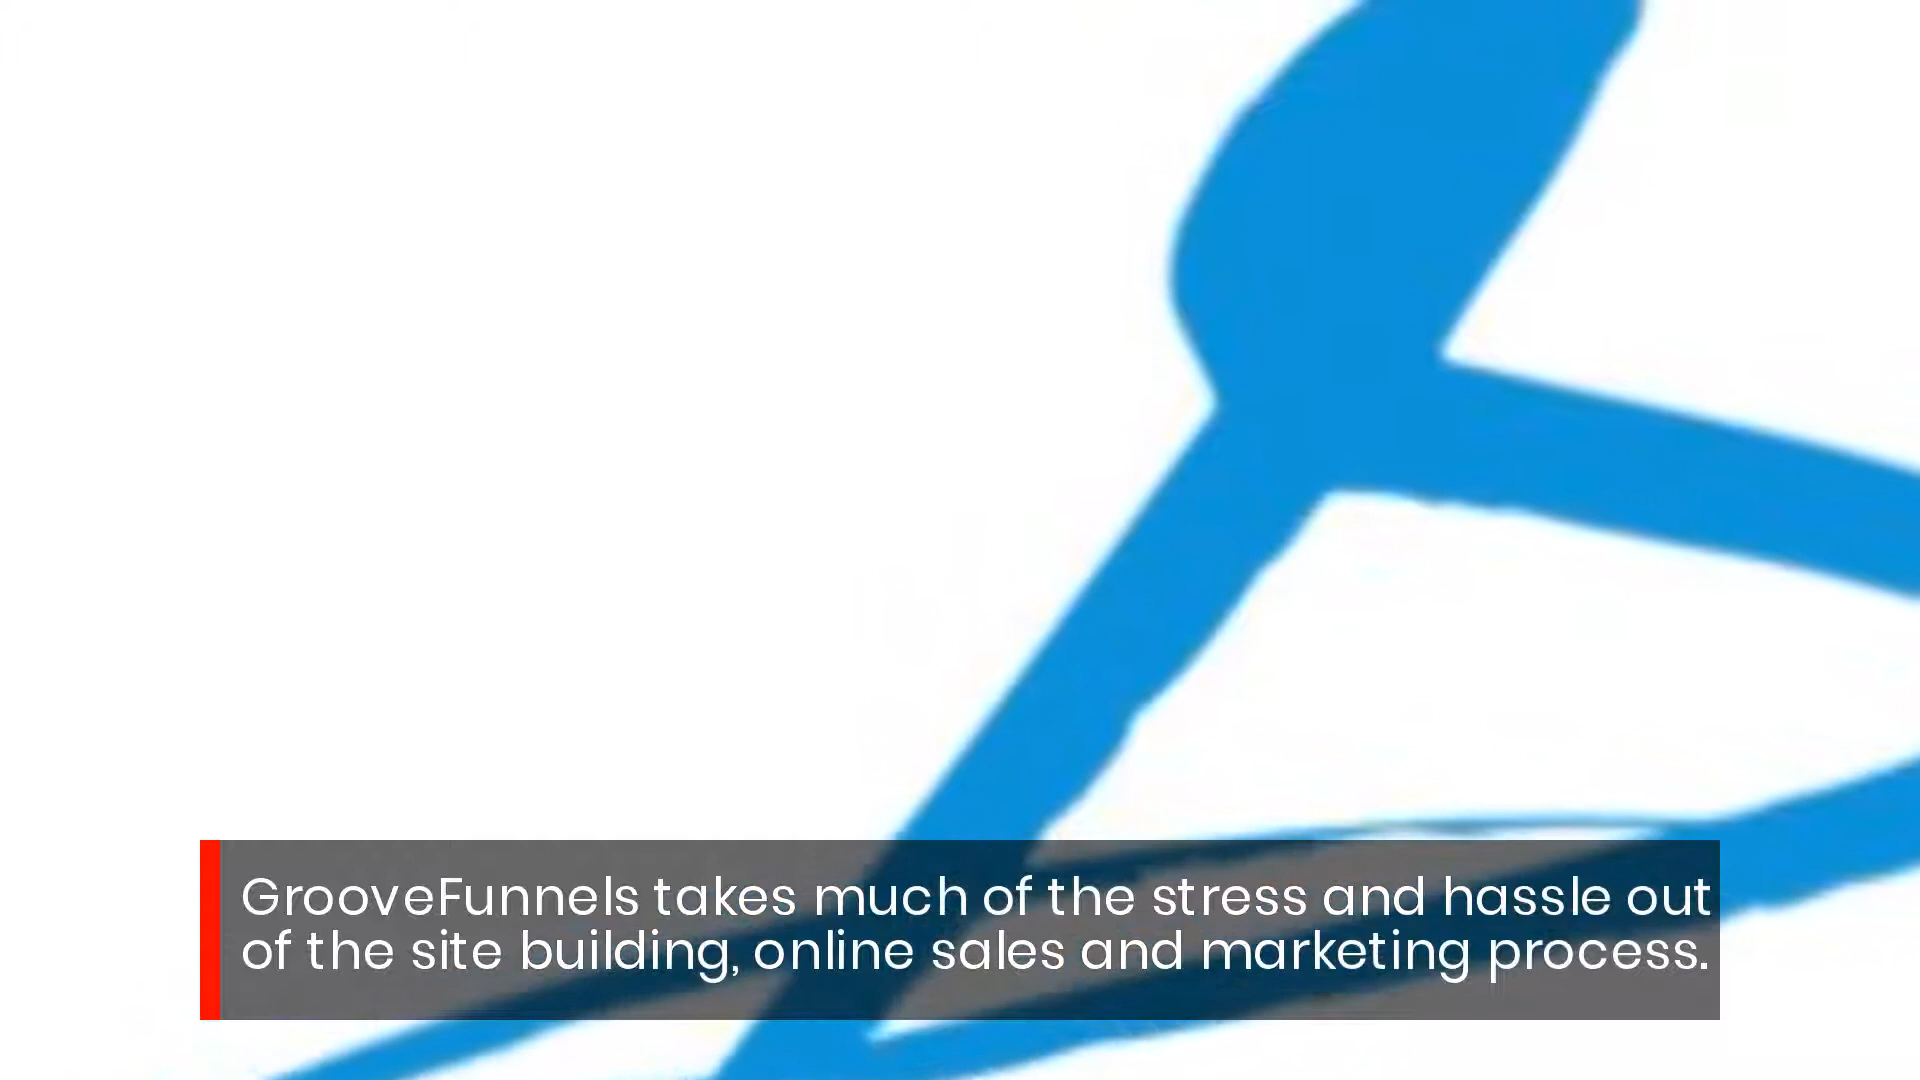 GrooveFunnels takes much of the stress and hassle out
of the site building, online sales and marketing process.